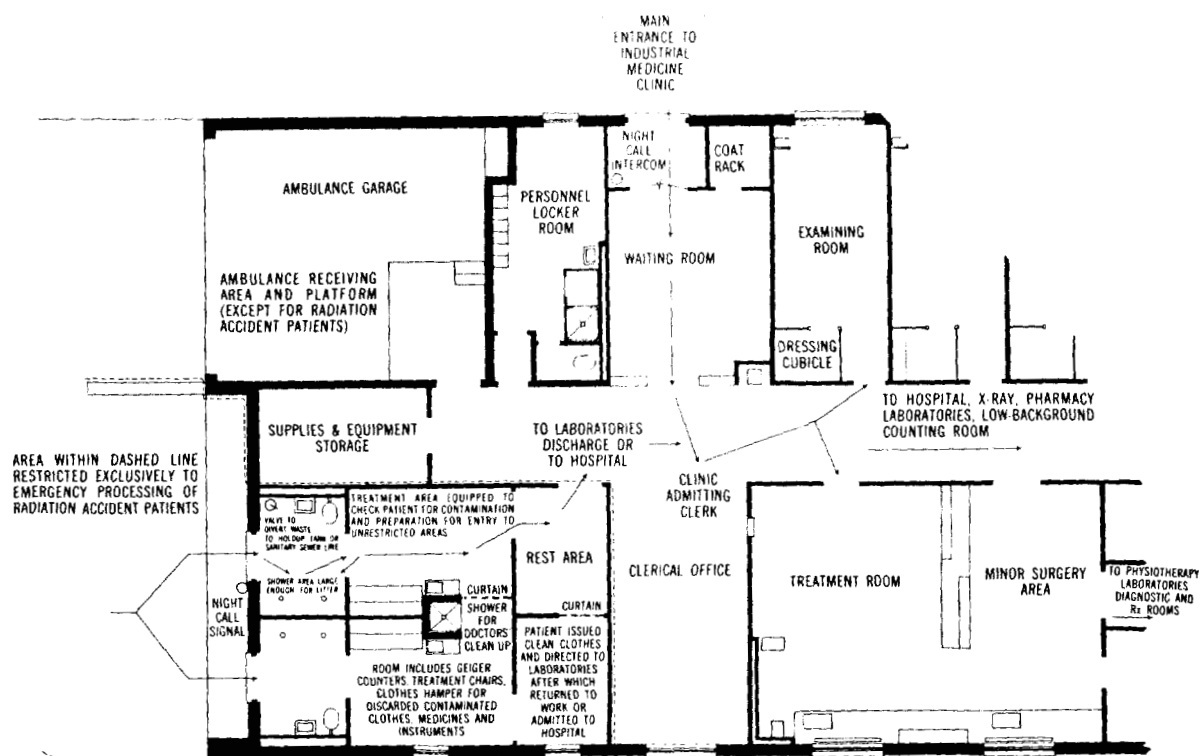 MAIN
ENTRANCE TO
INDUSTRIAL
MEDICINE
CLINIC
NIGHT
CALL
INTERCOM
COAT
RACK
AMBULANCE GARAGE
PERSONNEL
LOCKER
ROOM
EXAMINING
ROOM
WAITING ROOM
AMBULANCE RECEIVING
AREA AND PLATFORM
(EXCEPT FOR RADIATION
ACCIDENT PATIENTS)
DRESSING
CUBICLE
TO HOSPITAL, X-RAY, PHARMACY
LABORATORIES, LOW-BACKGROUND
COUNTING ROOM
SUPPLIES & EQUIPMENT
STORAGE
TO LABORATORIES
DISCHARGE OR
TO HOSPITAL
AREA WITHIN DASHED LINE
RESTRICTED EXCLUSIVELY TO
EMERGENCY PROCESSING OF
RADIATION ACCIDENT PATIENTS
CLINIC
ADMITTING
CLERK
TREATMENT AREA EQUIPPED TO
CHECK PATIENT FOR CONTAMINATION
AND PREPARATION FOR ENTRY TO
UNRESTRICTED AREAS
VALVE TO
DIVERT WASTE
TO HOLDUP TANK OR
SANITARY SEWER LINE
REST AREA
CLERICAL OFFICE
TREATMENT ROOM
MINOR SURGERY
AREA
TO PHYSIOTHERAPY
LABORATORIES
DIAGNOSTIC AND
Rx ROOMS
SHOWER AREA LARGE
ENOUGH FOR LITTER
NIGHT
CALL
SIGNAL
CURTAIN
SHOWER
FOR
DOCTORS
CLEAN UP
CURTAIN
PATIENT ISSUED
CLEAN CLOTHES
AND DIRECTED TO
LABORATORIES
AFTER WHICH
RETURNED TO
WORK OR
ADMITTED TO
HOSPITAL
ROOM INCLUDES GEIGER
COUNTERS, TREATMENT CHAIRS,
CLOTHES HAMPER FOR
DISCARDED CONTAMINATED
CLOTHES, MEDICINES AND
INSTRUMENTS